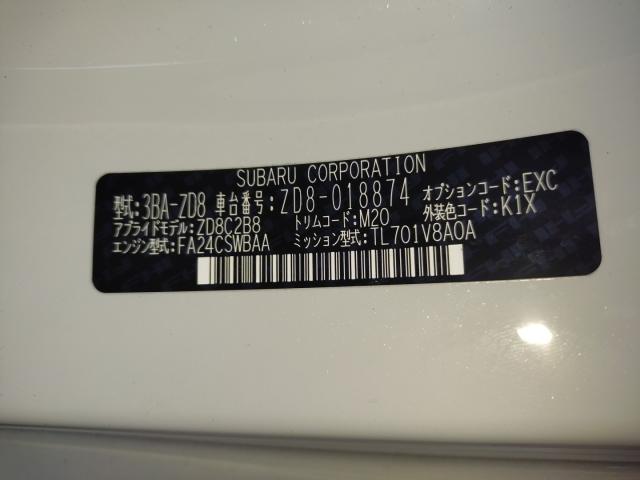 SUBARU CORPORATION
型式:3BA-ZD8 車台番号:ZD8-018874 オプションコード:EXC
アプライドモデル:ZD8C2B8 トリムコード:M20 外装色コード:K1X
エンジン型式:FA24CSWBAA ミッション型式:TL701V8A0A